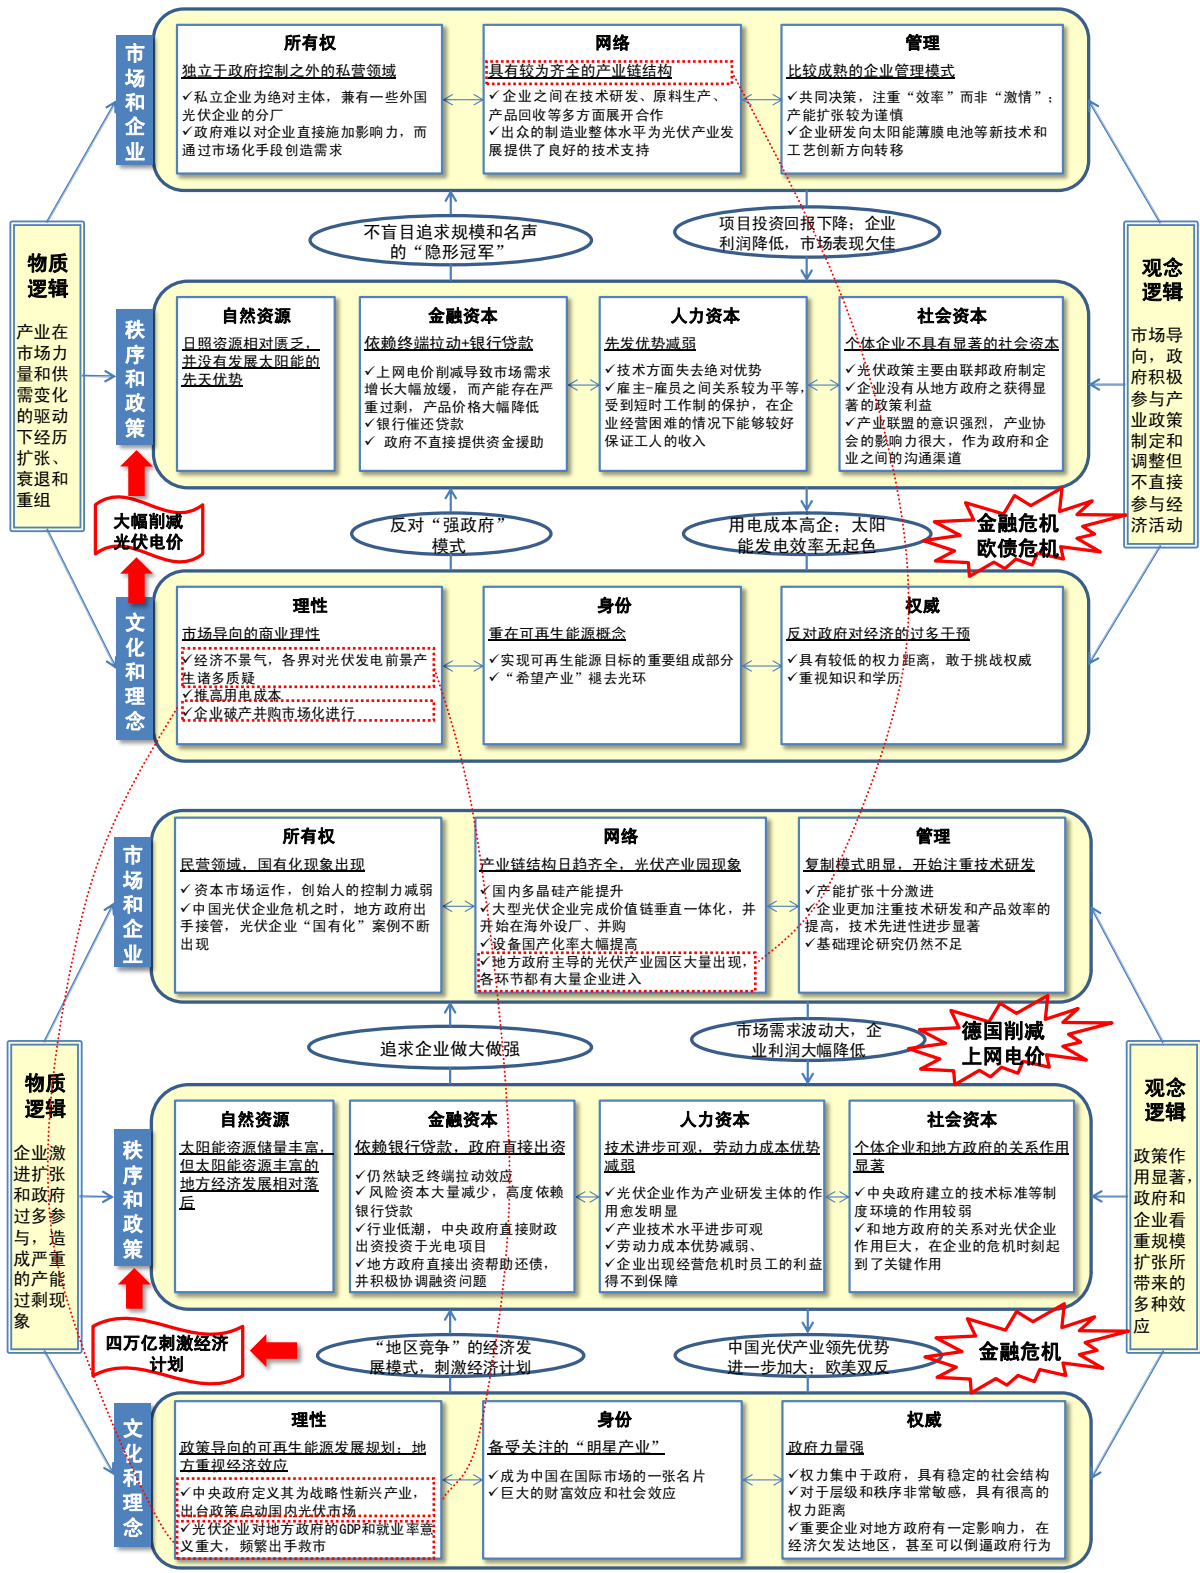 市场和企业
所有权
独立于政府控制之外的私营领域
✓私立企业为绝对主体，兼有一些外国
光伏企业的分厂
✓政府难以对企业直接施加影响力，而
通过市场化手段创造需求
网络
具有较为齐全的产业链结构
✓企业之间在技术研发、原料生产、
产品回收等多方面展开合作
✓出众的制造业整体水平为光伏产业发
展提供了良好的技术支持
管理
比较成熟的企业管理模式
✓共同决策，注重“效率”而非“激情”；
产能扩张较为谨慎
✓企业研发向太阳能薄膜电池等新技术和
工艺创新方向转移
不盲目追求规模和名声
的“隐形冠军”
项目投资回报下降；企业
利润降低，市场表现欠佳
物质
逻辑
产业在
市场力
量和供
需变化
的驱动
下经历
扩张、
衰退和
重组
观念
逻辑
市场导
向，政
府积极
参与产
业政策
制定和
调整但
不直接
参与经
济活动
秩序和政策
自然资源
日照资源相对匮乏，
并没有发展太阳能的
先天优势
金融资本
依赖终端拉动+银行贷款
✓上网电价削减导致市场需求
增长大幅放缓，而产能存在严
重过剩，产品价格大幅降低
✓银行催还贷款
✓ 政府不直接提供资金援助
人力资本
先发优势减弱
✓技术方面失去绝对优势
✓雇主-雇员之间关系较为平等，
受到短时工作制的保护，在企
业经营困难的情况下能够较好
保证工人的收入
社会资本
个体企业不具有显著的社会资本
✓光伏政策主要由联邦政府制定
✓企业没有从地方政府之获得显
著的政策利益
✓产业联盟的意识强烈，产业协
会的影响力很大，作为政府和企
业之间的沟通渠道
大幅削减
光伏电价
反对“强政府”
模式
用电成本高企；太阳
能发电效率无起色
金融危机
欧债危机
文化和理念
理性
市场导向的商业理性
✓经济不景气，各界对光伏发电前景产
生诸多质疑
✓推高用电成本
✓企业破产并购市场化进行
身份
重在可再生能源概念
✓实现可再生能源目标的重要组成部分
✓“希望产业”褪去光环
权威
反对政府对经济的过多干预
✓具有较低的权力距离，敢于挑战权威
✓重视知识和学历
市场和企业
所有权
民营领域，国有化现象出现
✓ 资本市场运作，创始人的控制力减弱
✓中国光伏企业危机之时，地方政府出
手接管，光伏企业“国有化”案例不断
出现
网络
产业链结构日趋齐全，光伏产业园现象
✓国内多晶硅产能提升
✓大型光伏企业完成价值链垂直一体化，并
开始在海外设厂、并购
✓设备国产化率大幅提高
✓地方政府主导的光伏产业园区大量出现，
各环节都有大量企业进入
管理
复制模式明显，开始注重技术研发
✓产能扩张十分激进
✓企业更加注重技术研发和产品效率的
提高，技术先进性进步显著
✓基础理论研究仍然不足
追求企业做大做强
市场需求波动大，企
业利润大幅降低
德国削减
上网电价
物质
逻辑
企业激
进扩张
和政府
过多参
与，造
成严重
的产能
过剩现
象
观念
逻辑
政策作
用显著，
政府和
企业看
重规模
扩张所
带来的
多种效
应
秩序和政策
自然资源
太阳能资源储量丰富，
但太阳能资源丰富的
地方经济发展相对落
后
金融资本
依赖银行贷款，政府直接出资
✓仍然缺乏终端拉动效应
✓ 风险资本大量减少，高度依赖
银行贷款
✓行业低潮，中央政府直接财政
出资投资于光电项目
✓地方政府直接出资帮助还债，
并积极协调融资问题
人力资本
技术进步可观，劳动力成本优势
减弱
✓光伏企业作为产业研发主体的作
用愈发明显
✓产业技术水平进步可观
✓劳动力成本优势减弱、
✓企业出现经营危机时员工的利益
得不到保障
社会资本
个体企业和地方政府的关系作用
显著
✓中央政府建立的技术标准等制
度环境的作用较弱
✓和地方政府的关系对光伏企业
作用巨大，在企业的危机时刻起
到了关键作用
四万亿刺激经济
计划
“地区竞争”的经济发
展模式，刺激经济计划
中国光伏产业领先优势
进一步加大；欧美双反
金融危机
文化和理念
理性
政策导向的可再生能源发展规划；地
方重视经济效应
✓中央政府定义其为战略性新兴产业，
出台政策启动国内光伏市场
✓光伏企业对地方政府的GDP和就业率意
义重大，频繁出手救市
身份
备受关注的“明星产业”
✓成为中国在国际市场的一张名片
✓巨大的财富效应和社会效应
权威
政府力量强
✓权力集中于政府，具有稳定的社会结构
✓对于层级和秩序非常敏感，具有很高的
权力距离
✓重要企业对地方政府有一定影响力，在
经济欠发达地区，甚至可以倒逼政府行为